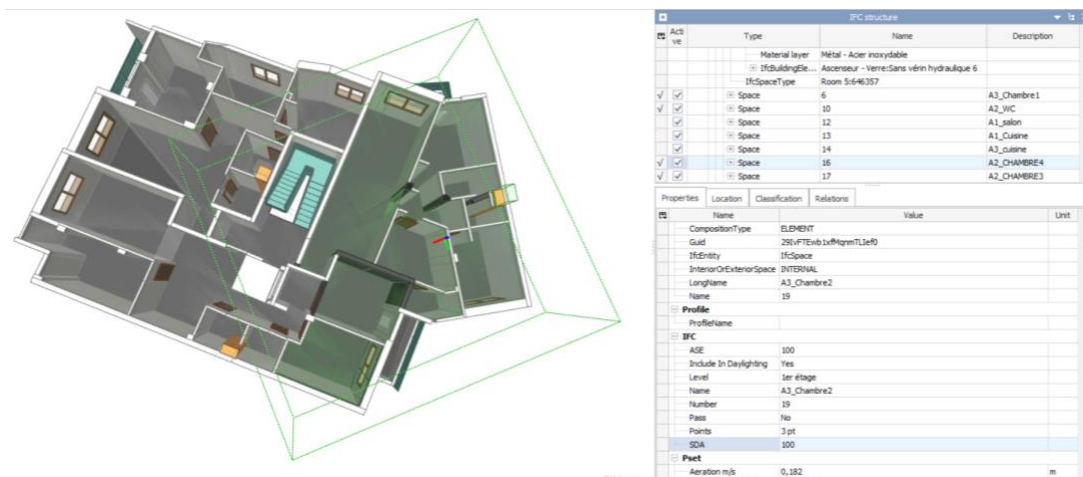 IFC structure
Active Type Name Description
Material layer Métal - Acier inoxydable
IfcBuildingEle... Ascenseur - Verre:Sans vérin hydraulique 6
IfcSpaceType Room 5:646357
Space 6 A3_Chambre1
Space 10 A2_WC
Space 12 A1_salon
Space 13 A1_Cuisine
Space 14 A3_cuisine
Space 16 A2_CHAMBRE4
Space 17 A2_CHAMBRE3
Properties Location Classification Relations
Name Value Unit
CompositionType ELEMENT
Guid
IfcEntity IfcSpace
InteriorOrExteriorSpace INTERNAL
LongName A3_Chambre2
Name 19
Profile
ProfileName
IFC
ASE 100
Include In Daylighting Yes
Level 1er étage
Name A3_Chambre2
Number 19
Pass No
Points 3 pt
SDA 100
Pset
Aeration m/s 0,182 m